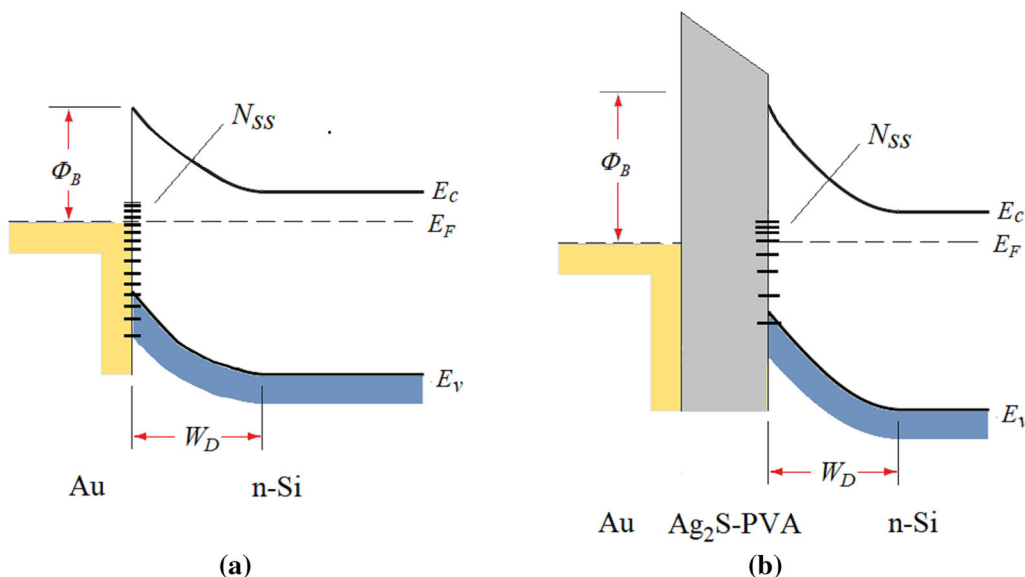 N_SS
Φ_B
E_c
E_F
E_v
W_D
Au n-Si
(a)
N_SS
Φ_B
E_c
E_F
E_v
W_D
Au Ag₂S-PVA n-Si
(b)